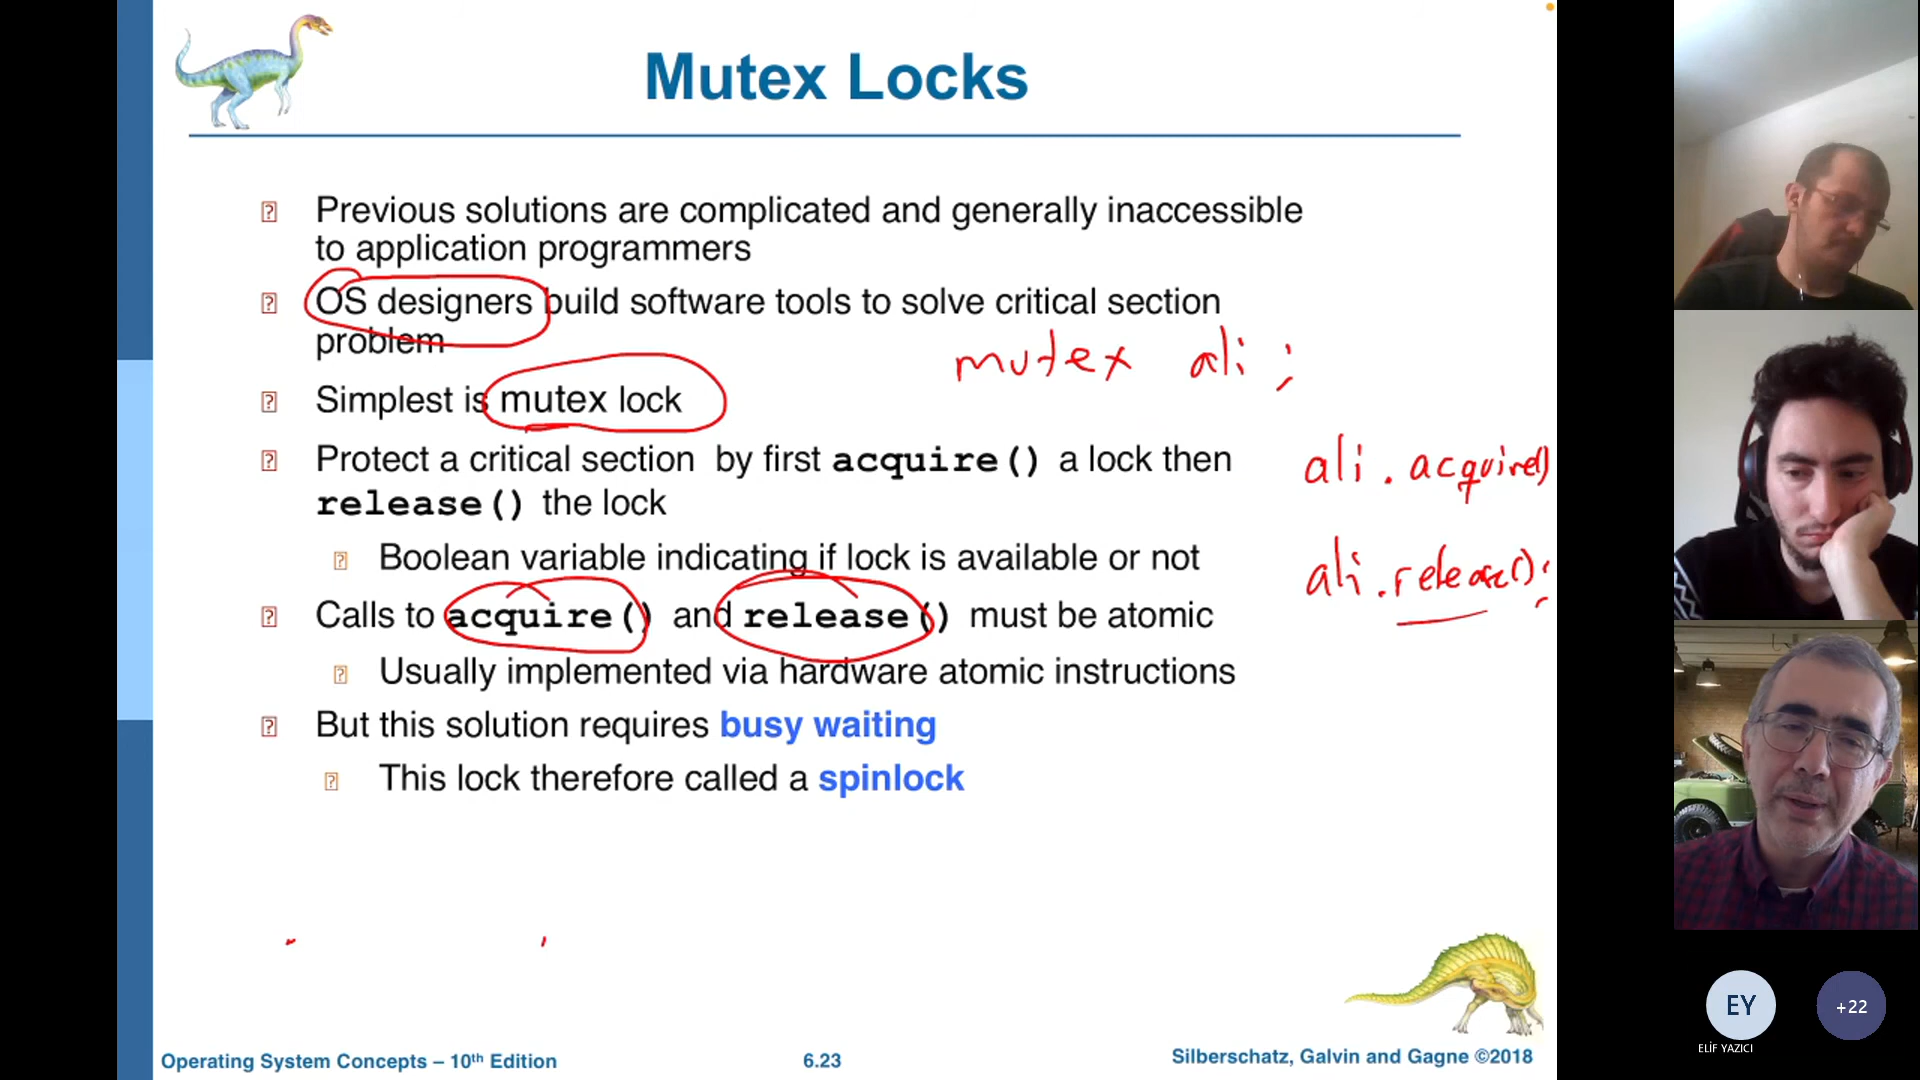 Mutex Locks
Previous solutions are complicated and generally inaccessible
to application programmers
OS designers build software tools to solve critical section
problem
mutex ali ;
Simplest is mutex lock
Protect a critical section by first acquire() a lock then
ali . acquire()
release() the lock
Boolean variable indicating if lock is available or not
ali . release();
Calls to acquire() and release() must be atomic
Usually implemented via hardware atomic instructions
But this solution requires busy waiting
This lock therefore called a spinlock
EY
+22
ELİF YAZICI
Operating System Concepts – 10th Edition
6.23
Silberschatz, Galvin and Gagne ©2018